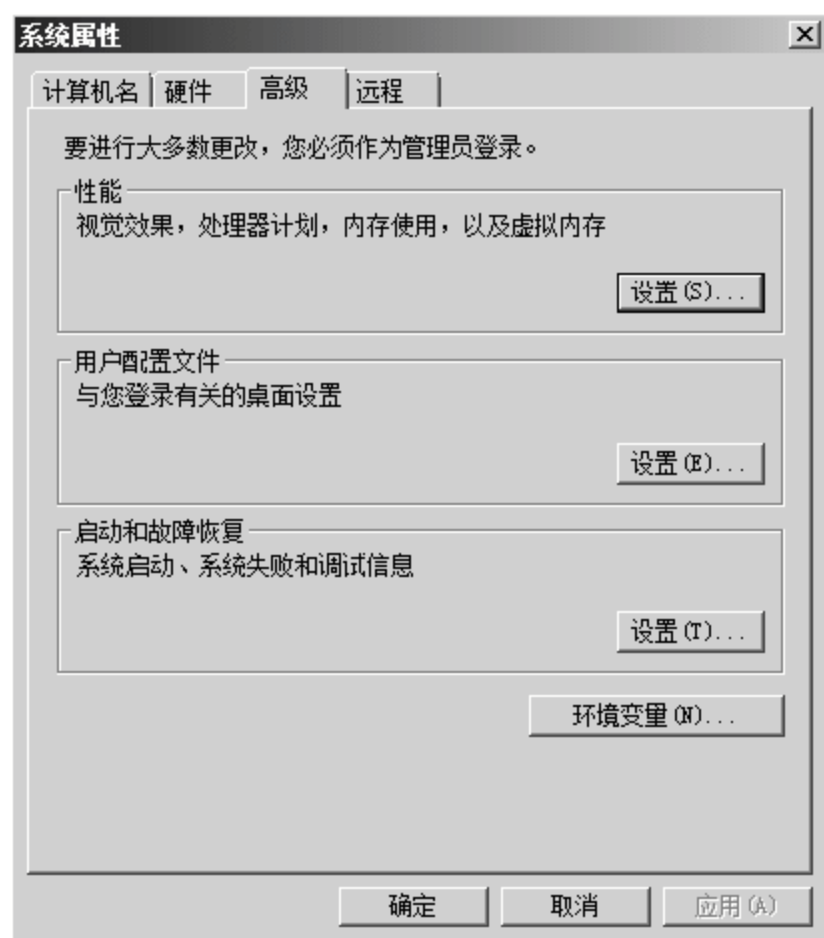 系统属性
计算机名 硬件 高级 远程
要进行大多数更改，您必须作为管理员登录。
性能
视觉效果，处理器计划，内存使用，以及虚拟内存
设置(S)...
用户配置文件
与您登录有关的桌面设置
设置(E)...
启动和故障恢复
系统启动、系统失败和调试信息
设置(T)...
环境变量(N)...
确定 取消 应用(A)